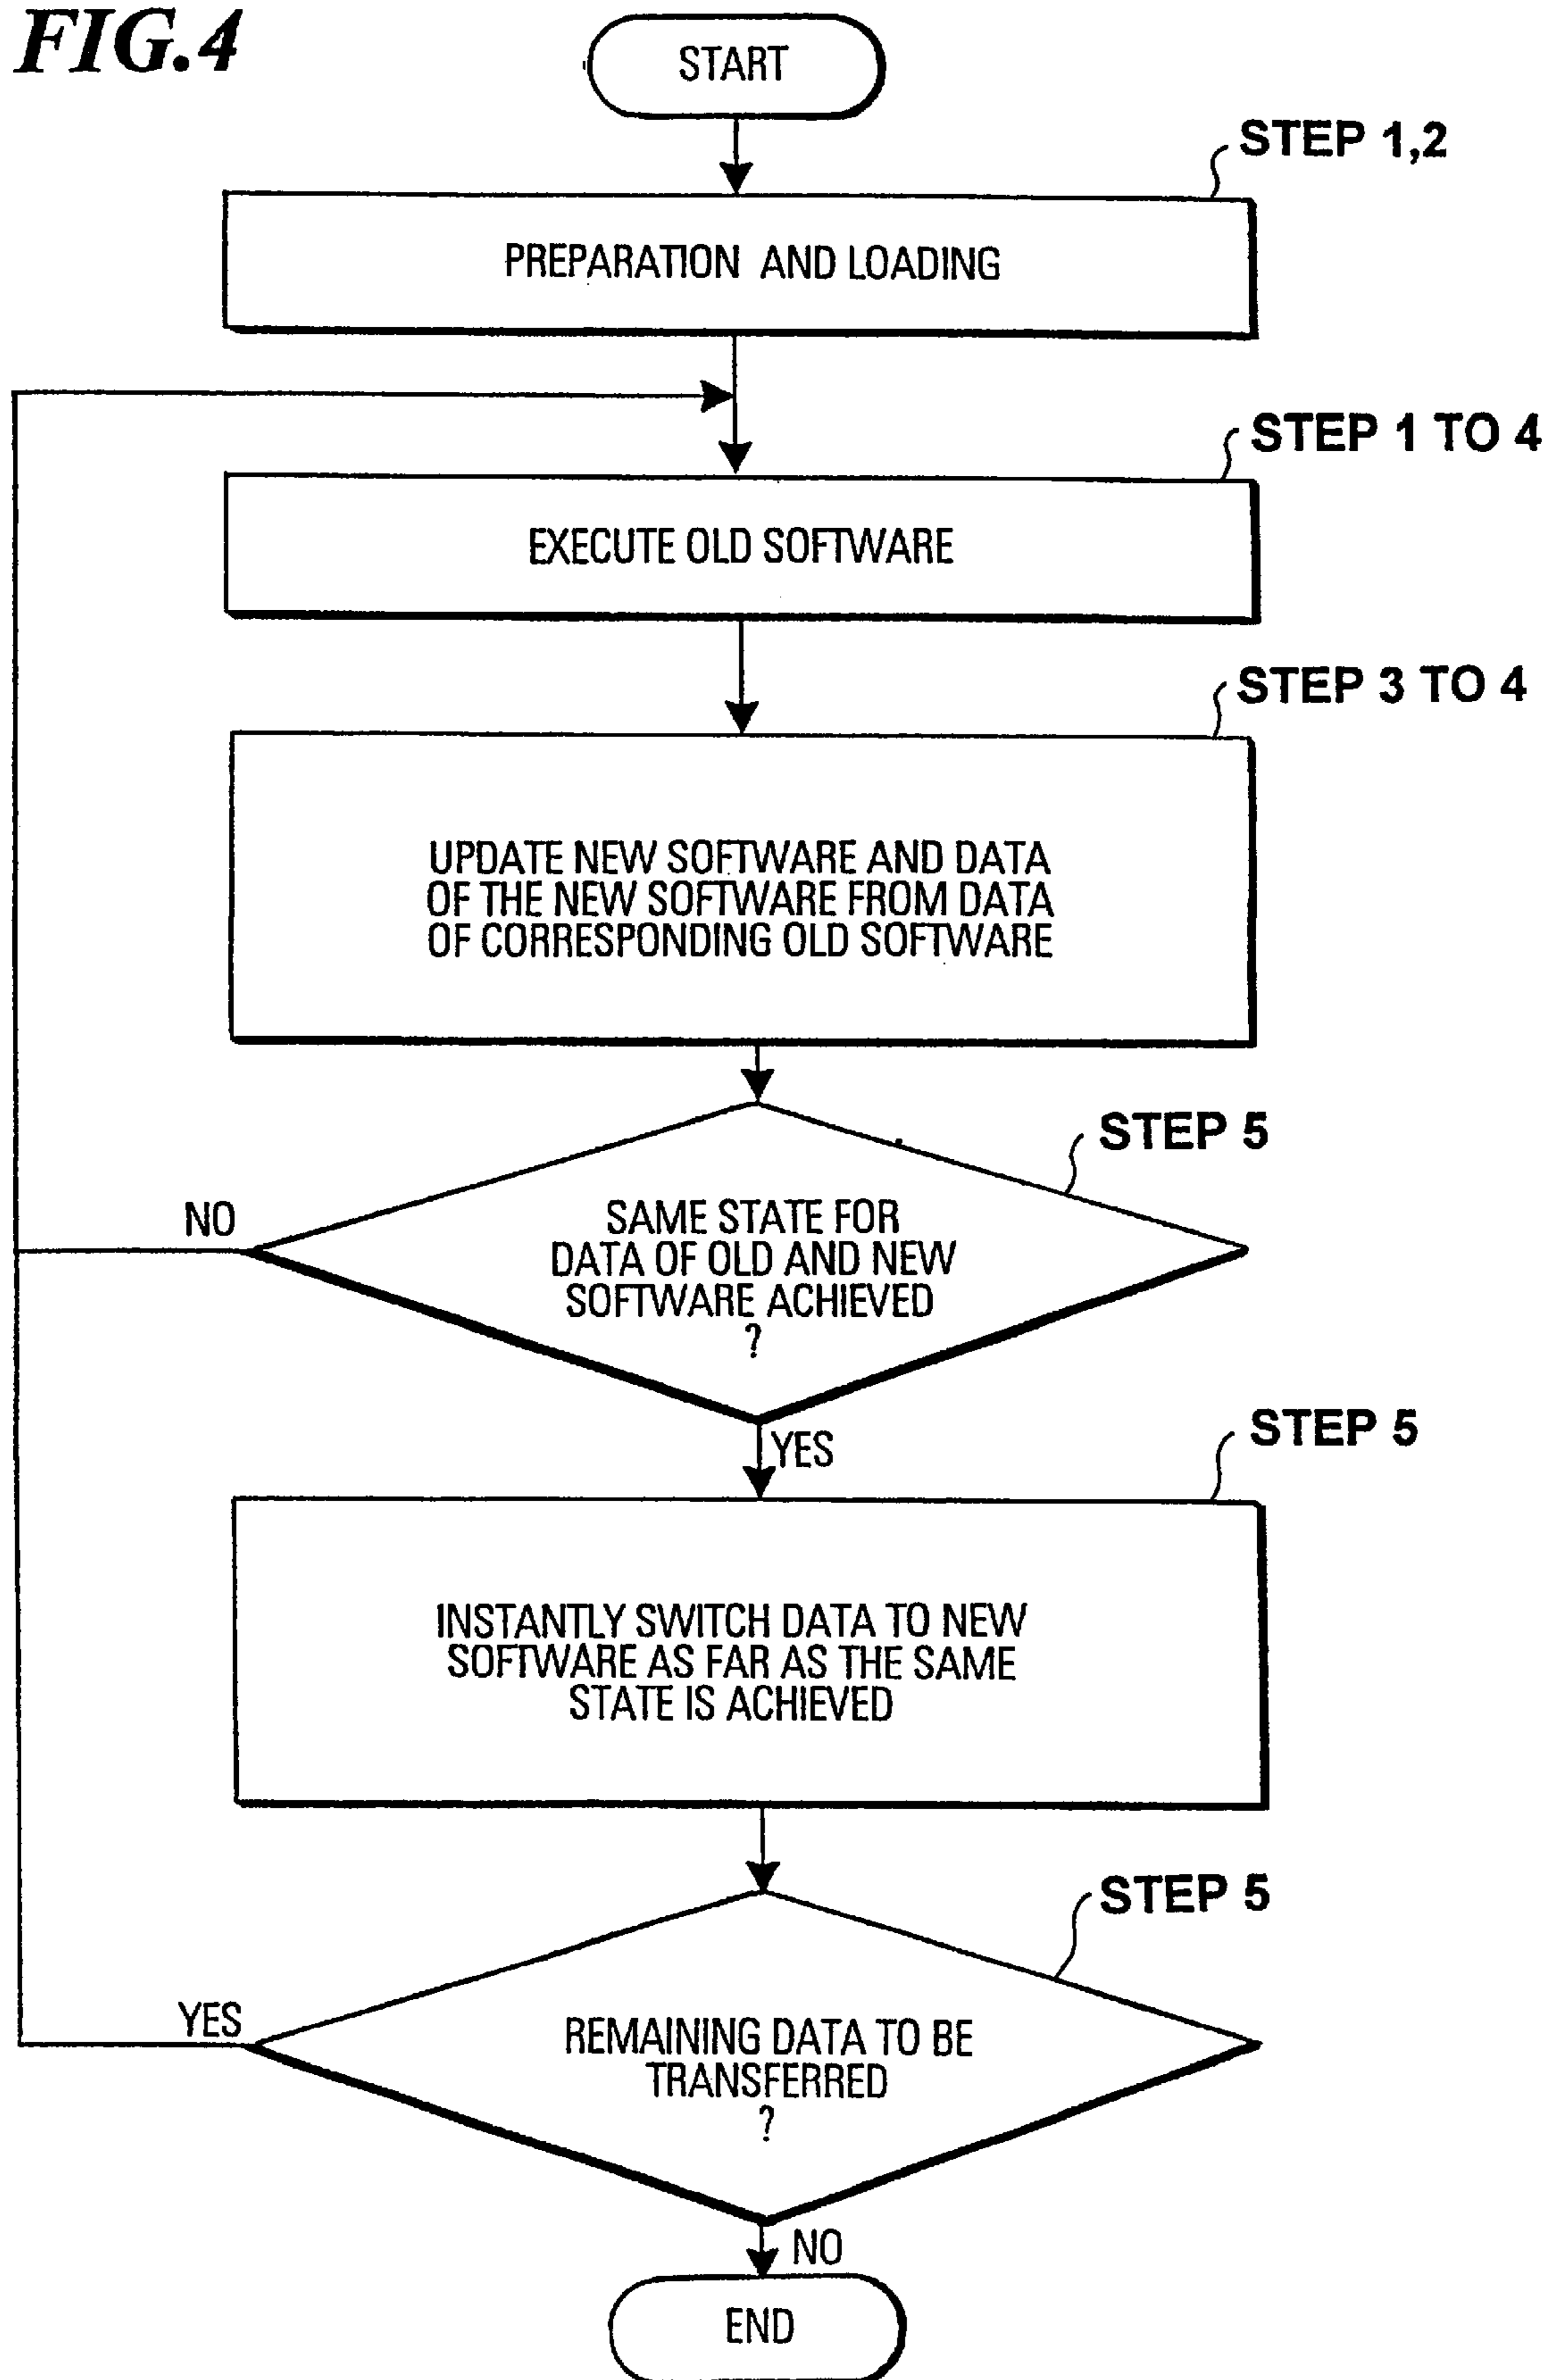 FIG.4
START
STEP 1,2
PREPARATION AND LOADING
STEP 1 TO 4
EXECUTE OLD SOFTWARE
STEP 3 TO 4
UPDATE NEW SOFTWARE AND DATA
OF THE NEW SOFTWARE FROM DATA
OF CORRESPONDING OLD SOFTWARE
STEP 5
NO
SAME STATE FOR
DATA OF OLD AND NEW
SOFTWARE ACHIEVED
?
YES
STEP 5
INSTANTLY SWITCH DATA TO NEW
SOFTWARE AS FAR AS THE SAME
STATE IS ACHIEVED
STEP 5
YES
REMAINING DATA TO BE
TRANSFERRED
?
NO
END